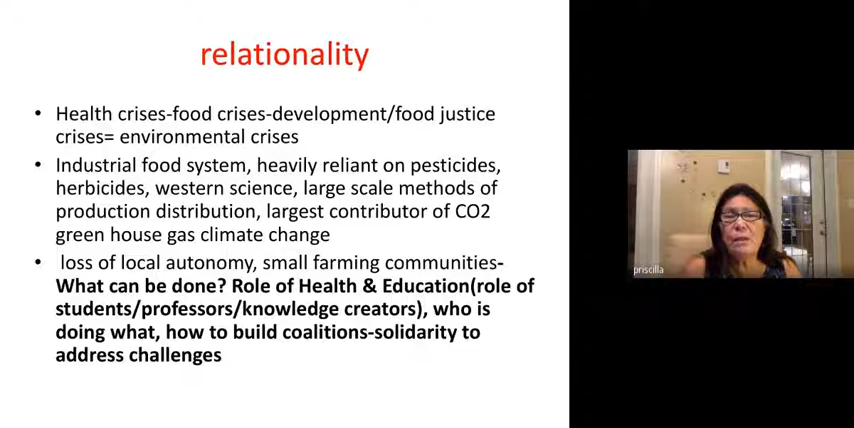 relationality
• Health crises-food crises-development/food justice
crises= environmental crises
• Industrial food system, heavily reliant on pesticides,
herbicides, western science, large scale methods of
production distribution, largest contributor of CO2
green house gas climate change
• loss of local autonomy, small farming communities-
What can be done? Role of Health & Education(role of
students/professors/knowledge creators), who is
doing what, how to build coalitions-solidarity to
address challenges
priscilla